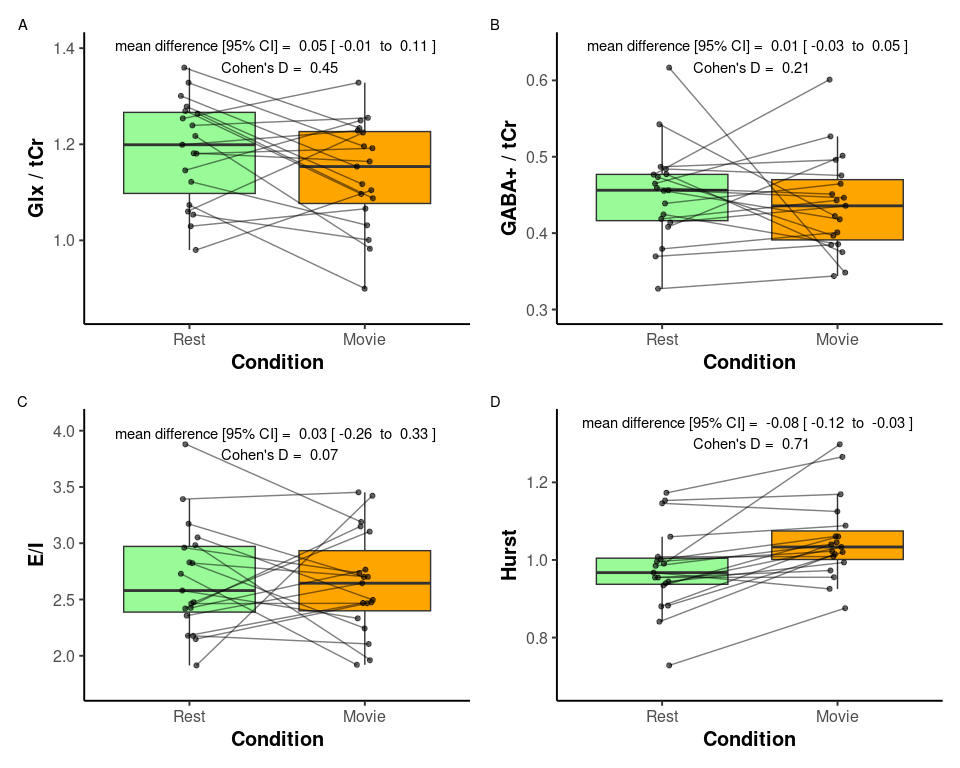 A
mean difference [95% CI] = 0.05 [ -0.01 to 0.11 ]
Cohen's D = 0.45
1.4
1.2
1.0
Glx / tCr
Rest
Movie
Condition
B
mean difference [95% CI] = 0.01 [ -0.03 to 0.05 ]
Cohen's D = 0.21
0.6
0.5
0.4
0.3
GABA+ / tCr
Rest
Movie
Condition
C
mean difference [95% CI] = 0.03 [ -0.26 to 0.33 ]
Cohen's D = 0.07
4.0
3.5
3.0
2.5
2.0
E/I
Rest
Movie
Condition
D
mean difference [95% CI] = -0.08 [ -0.12 to -0.03 ]
Cohen's D = 0.71
1.2
1.0
0.8
Hurst
Rest
Movie
Condition